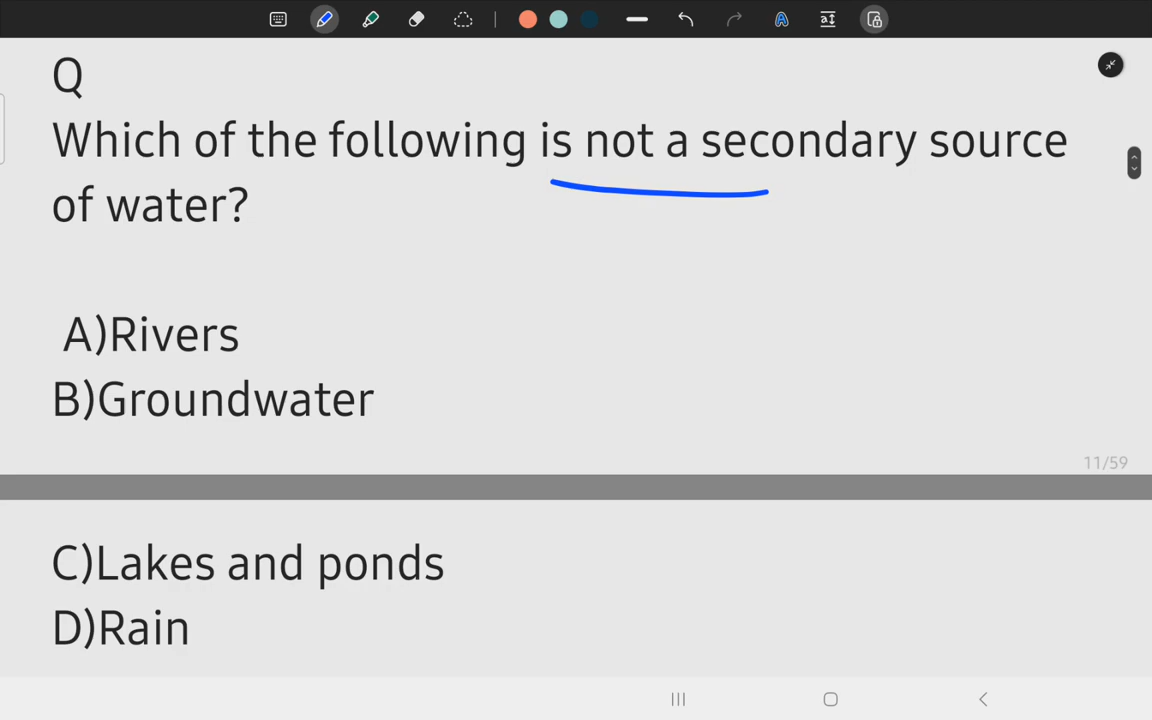 Q
Which of the following is not a secondary source
of water?
A)Rivers
B)Groundwater
11/59
C)Lakes and ponds
D)Rain